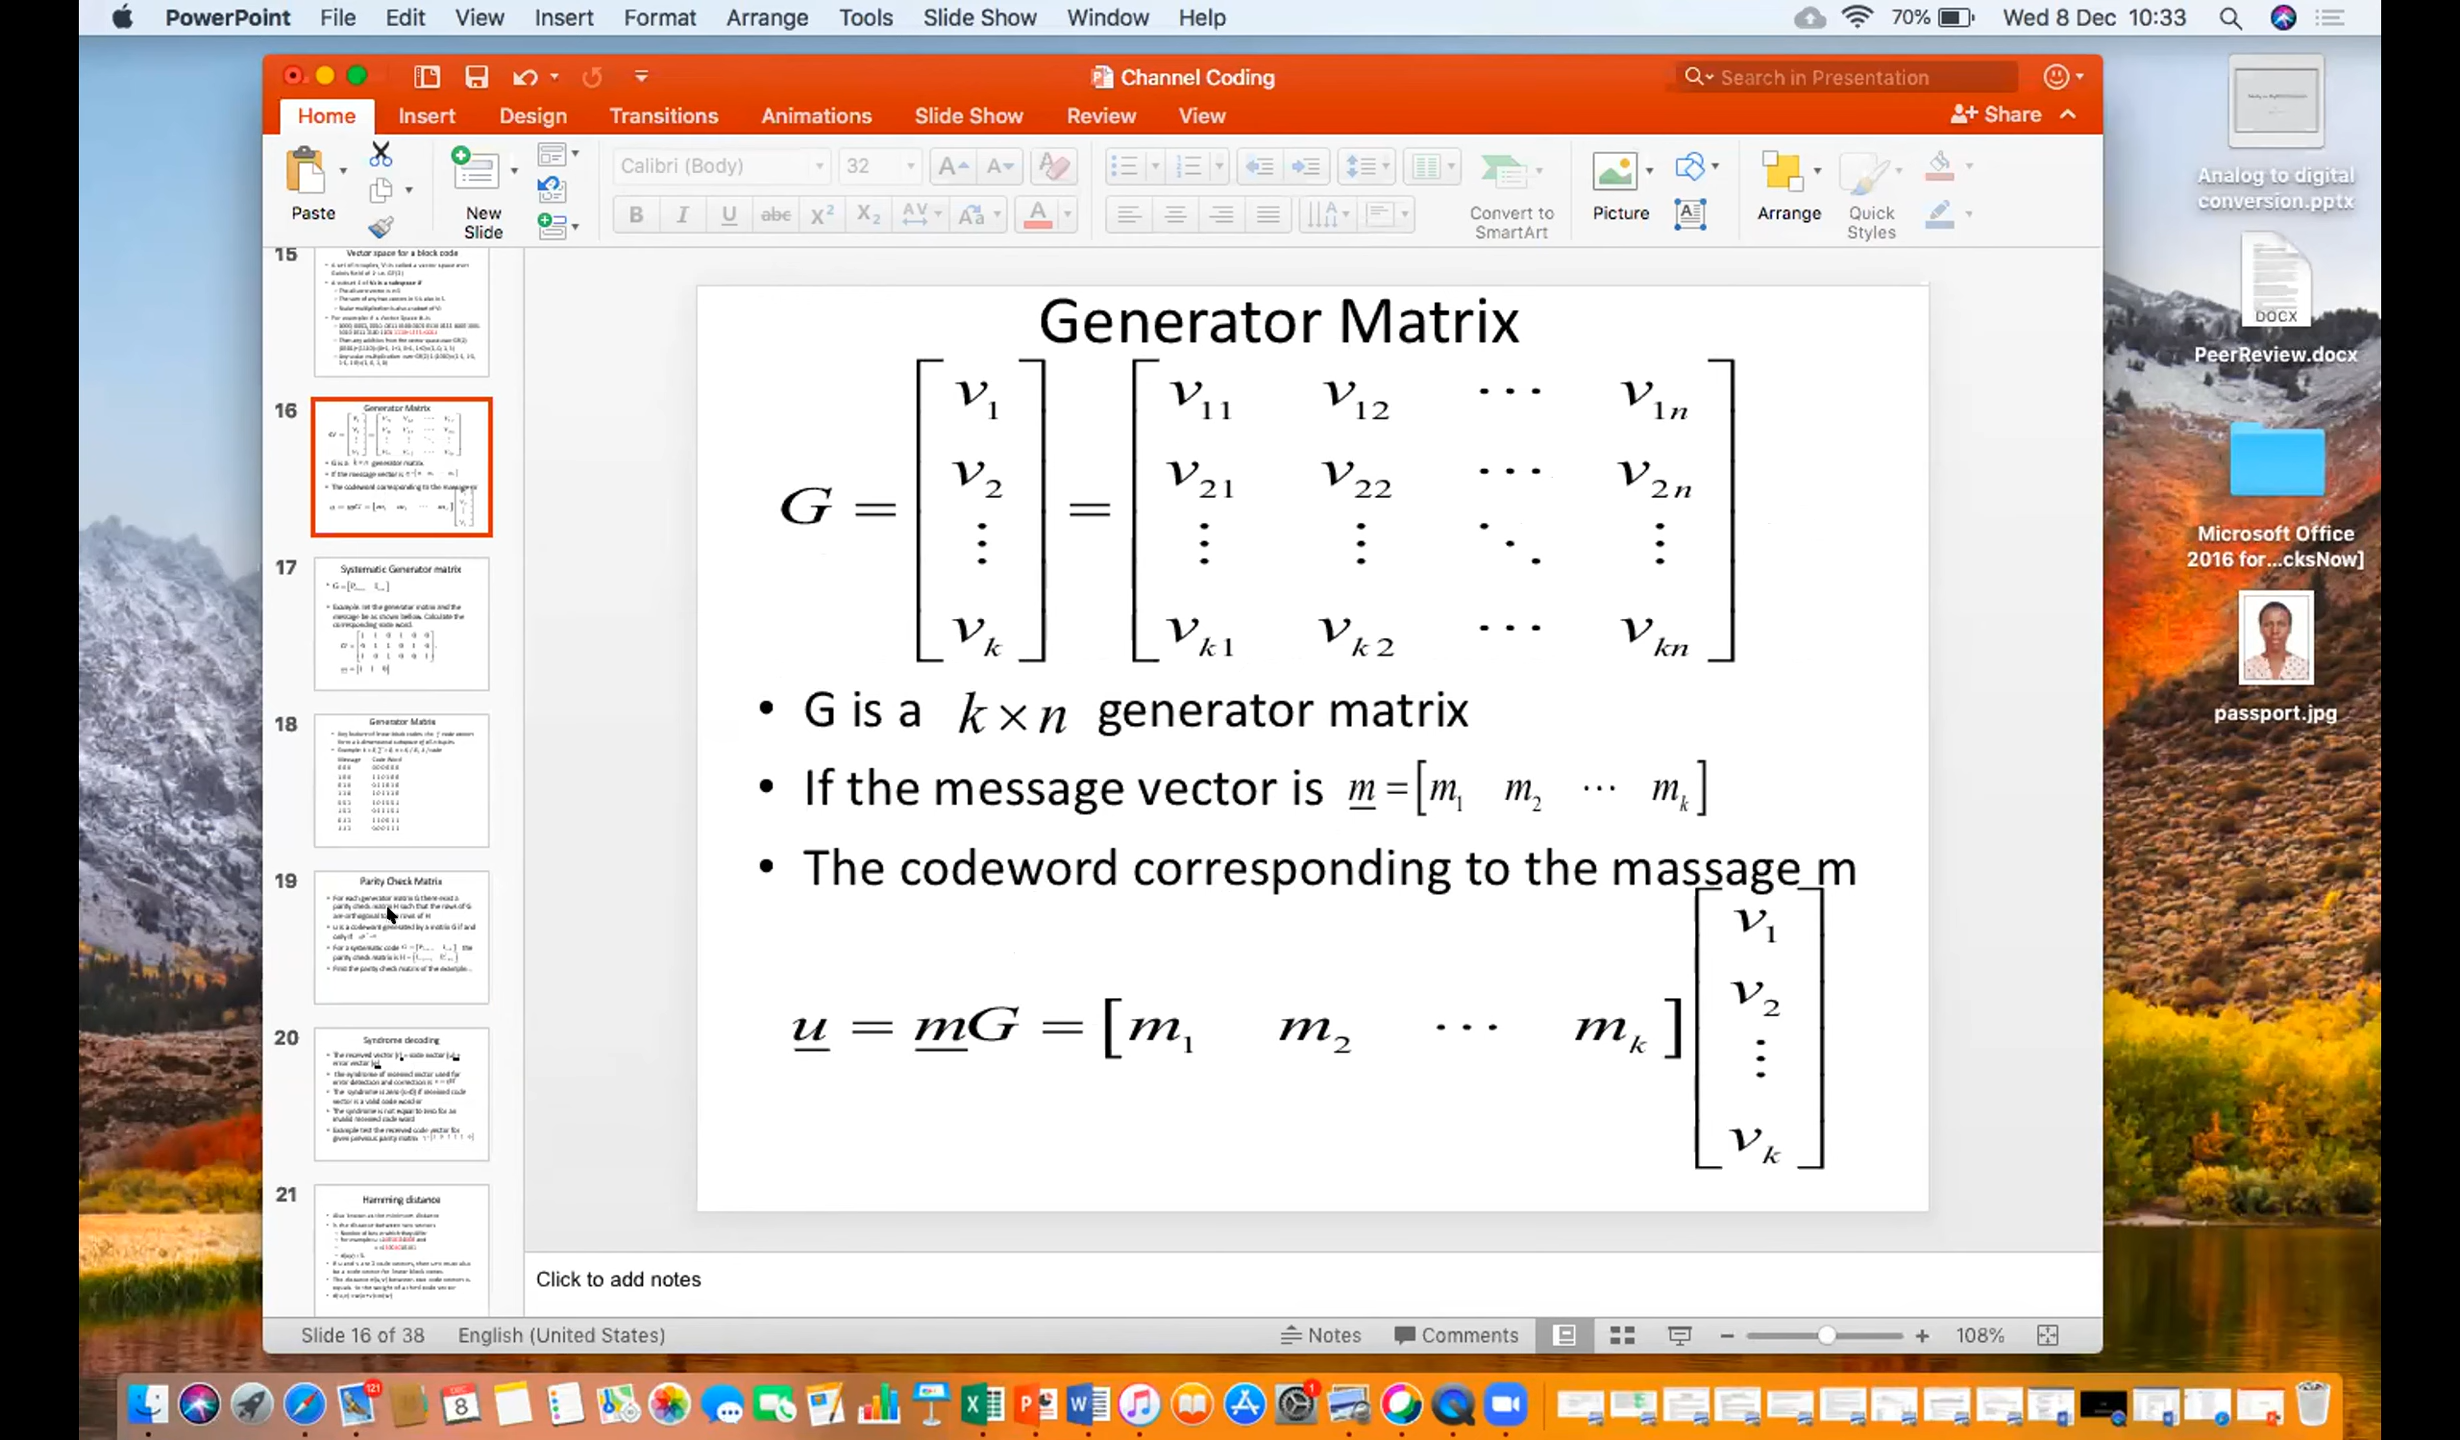 PowerPoint File Edit View Insert Format Arrange Tools Slide Show Window Help 70% Wed 8 Dec 10:33
Channel Coding
Search in Presentation
Home Insert Design Transitions Animations Slide Show Review View Share
Paste
New Slide
Calibri (Body) 32
Convert to SmartArt
Picture
Arrange
Quick Styles
15
Vector space for a block code
16
Generator Matrix
17
Systematic Generator matrix
18
Generator Matrix
Message Code Word
19
Parity Check Matrix
20
Syndrome decoding
21
Hamming distance
Generator Matrix
G = [ v1 v2 ⋮ vk ] = [ v11 v12 ⋯ v1n
v21 v22 ⋯ v2n
⋮ ⋮ ⋱ ⋮
vk1 vk2 ⋯ vkn ]
• G is a k × n generator matrix
• If the message vector is m = [m1 m2 ⋯ mk]
• The codeword corresponding to the massage m
u = mG = [m1 m2 ⋯ mk] [ v1 v2 ⋮ vk ]
Click to add notes
Slide 16 of 38 English (United States) Notes Comments 108%
Analog to digital
conversion.pptx
DOCX
PeerReview.docx
Microsoft Office
2016 for...cksNow]
passport.jpg
121
DEC
8
1